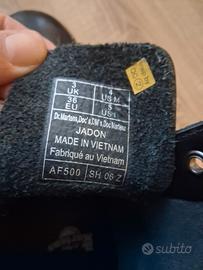 3 4
UK US M
36 5
EU US L
Dr. Martens, Doc's, DM's, Doc Martens
JADON
MADE IN VIETNAM
Fabriqué au Vietnam
AF500 SH 06 Z
subito